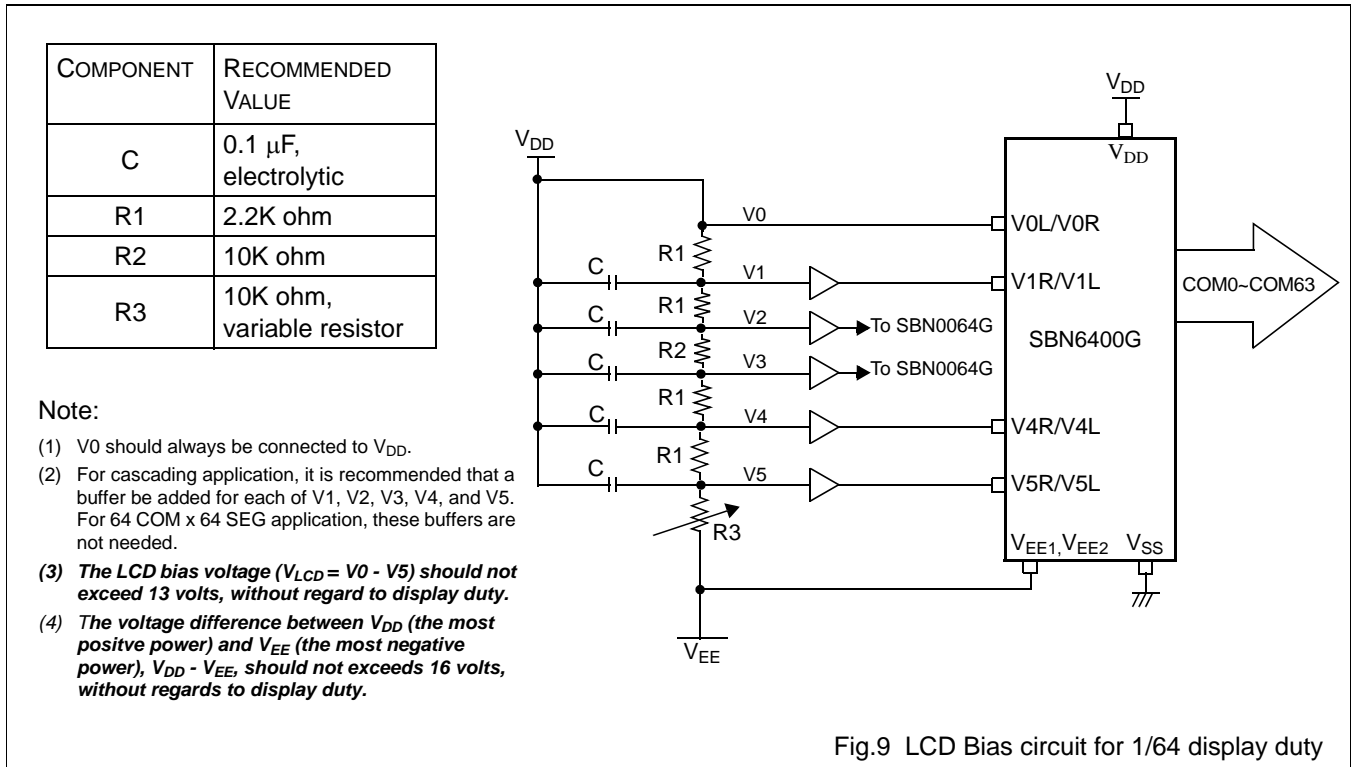 COMPONENT RECOMMENDED VALUE
C 0.1 μF, electrolytic
R1 2.2K ohm
R2 10K ohm
R3 10K ohm, variable resistor
Note:
(1) V0 should always be connected to VDD.
(2) For cascading application, it is recommended that a
buffer be added for each of V1, V2, V3, V4, and V5.
For 64 COM x 64 SEG application, these buffers are
not needed.
(3) The LCD bias voltage (VLCD = V0 - V5) should not
exceed 13 volts, without regard to display duty.
(4) The voltage difference between VDD (the most
positve power) and VEE (the most negative
power), VDD - VEE, should not exceeds 16 volts,
without regards to display duty.
VDD
VDD
VDD
V0
V0L/V0R
R1
C
V1
V1R/V1L
COM0~COM63
R1
C
V2
To SBN0064G
SBN6400G
R2
C
V3
To SBN0064G
R1
C
V4
V4R/V4L
R1
C
V5
V5R/V5L
R3
VEE1, VEE2 VSS
VEE
Fig.9 LCD Bias circuit for 1/64 display duty